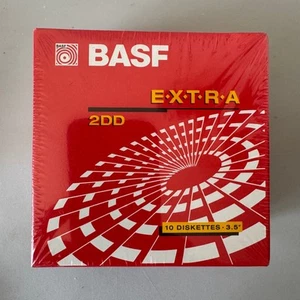 BASF
BASF
E·X·T·R·A
2DD
10 DISKETTES - 3.5"